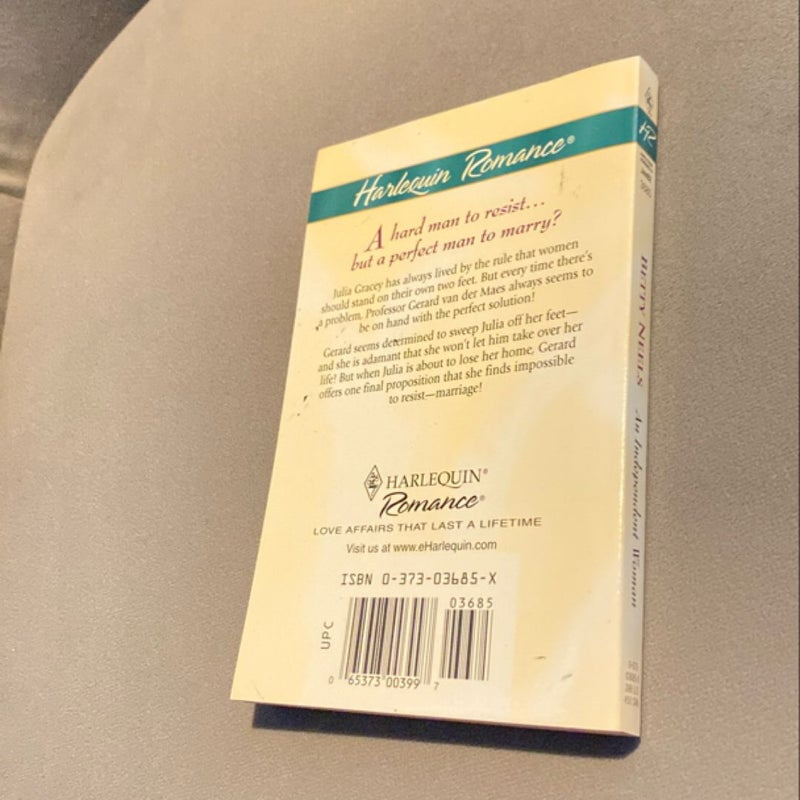 Harlequin Romance®
A hard man to resist...
but a perfect man to marry?
Julia Gracey has always lived by the rule that women
should stand on their own two feet. But every time there's
a problem, Professor Gerard van der Maes always seems to
be on hand with the perfect solution!
Gerard seems determined to sweep Julia off her feet—
and she is adamant that she won't let him take over her
life! But when Julia is about to lose her home, Gerard
offers one final proposition that she finds impossible
to resist—marriage!
HARLEQUIN®
Romance®
LOVE AFFAIRS THAT LAST A LIFETIME
Visit us at www.eHarlequin.com
ISBN 0-373-03685-X
03685
UPC
0 65373 00399 7
HR
BETTY NEELS An Independent Woman